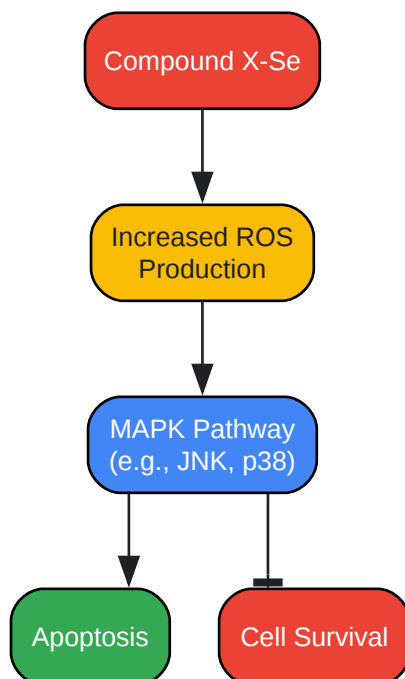 Compound X-Se
Increased ROS
Production
MAPK Pathway
(e.g., JNK, p38)
Apoptosis
Cell Survival